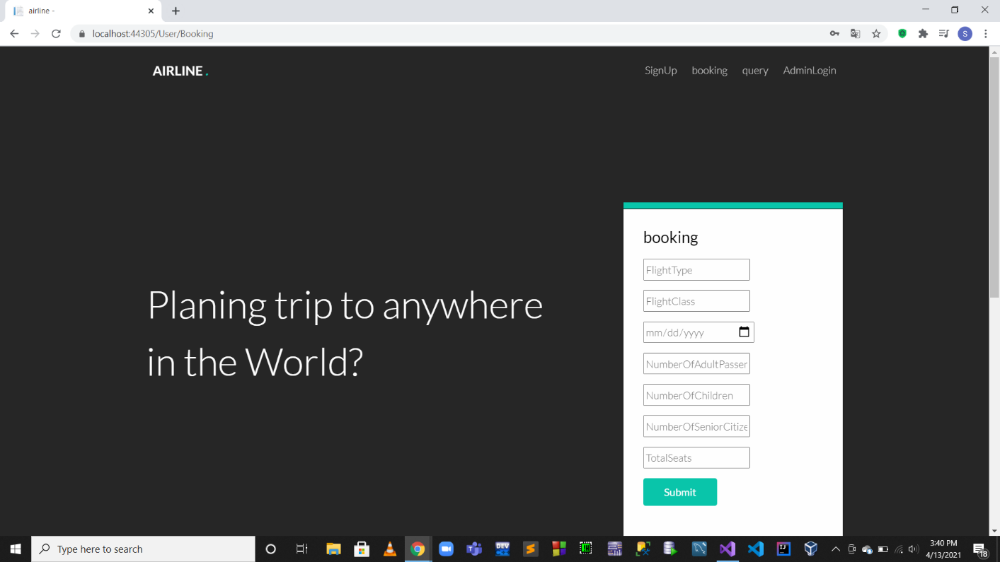 airline -
localhost:44305/User/Booking
S
AIRLINE .
SignUp booking query AdminLogin
booking
FlightType
FlightClass
mm/dd/yyyy
NumberOfAdultPasser
NumberOfChildren
NumberOfSeniorCitize
TotalSeats
Submit
Planing trip to anywhere
in the World?
Type here to search
DEV
IJ
3:40 PM
4/13/2021
18